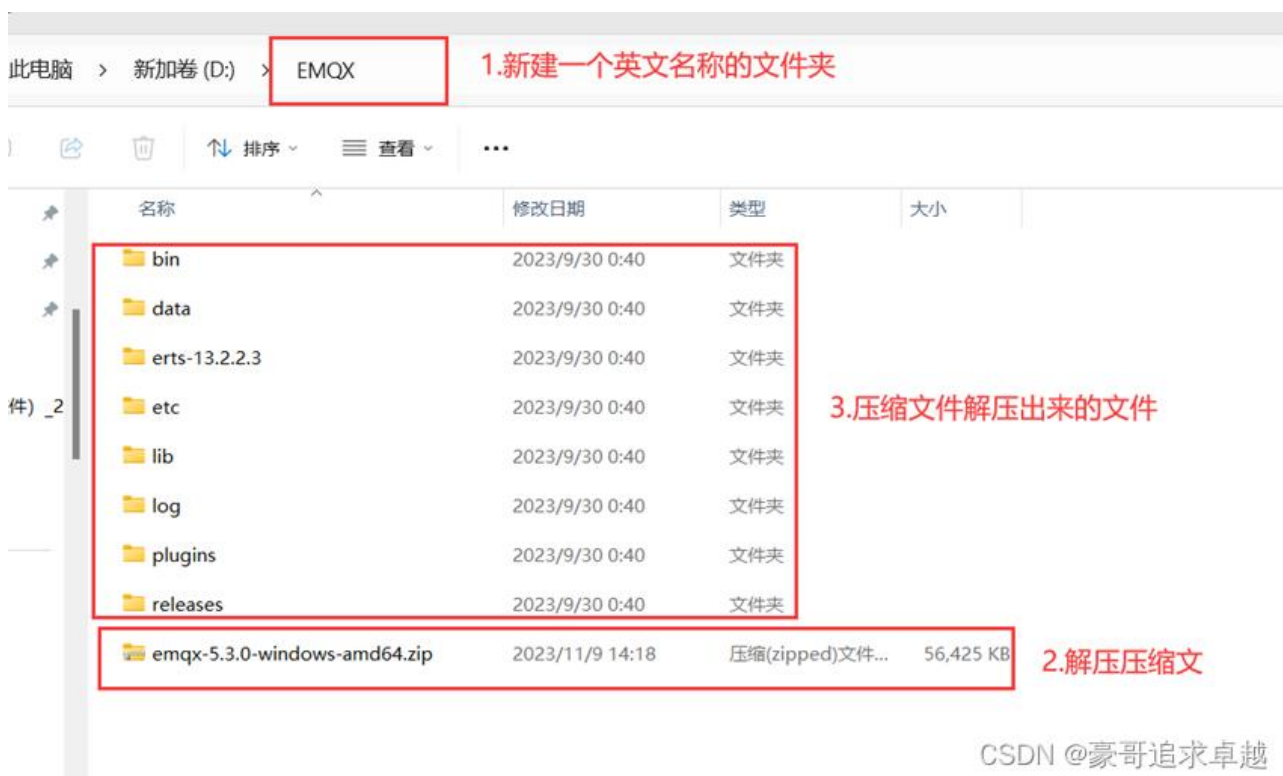 此电脑 > 新加卷 (D:) > EMQX 1.新建一个英文名称的文件夹
排序 查看 •••
名称 修改日期 类型 大小
bin 2023/9/30 0:40 文件夹
data 2023/9/30 0:40 文件夹
erts-13.2.2.3 2023/9/30 0:40 文件夹
件) _2 etc 2023/9/30 0:40 文件夹 3.压缩文件解压出来的文件
lib 2023/9/30 0:40 文件夹
log 2023/9/30 0:40 文件夹
plugins 2023/9/30 0:40 文件夹
releases 2023/9/30 0:40 文件夹
emqx-5.3.0-windows-amd64.zip 2023/11/9 14:18 压缩(zipped)文件... 56,425 KB 2.解压压缩文
CSDN @豪哥追求卓越